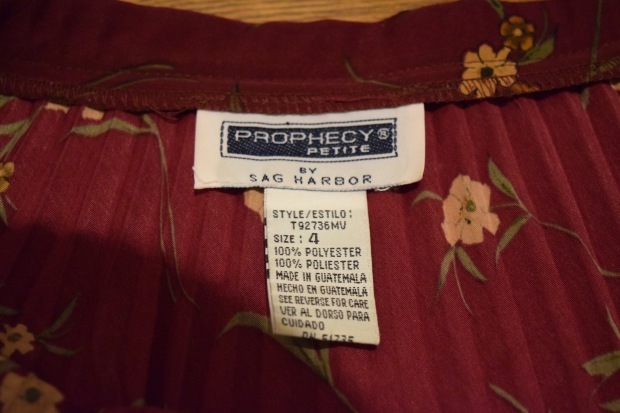 PROPHECY®
PETITE
BY
SAG HARBOR
STYLE/ESTILO:
T92736MV
SIZE: 4
100% POLYESTER
100% POLIESTER
MADE IN GUATEMALA
HECHO EN GUATEMALA
SEE REVERSE FOR CARE
VER AL DORSO PARA
CUIDADO